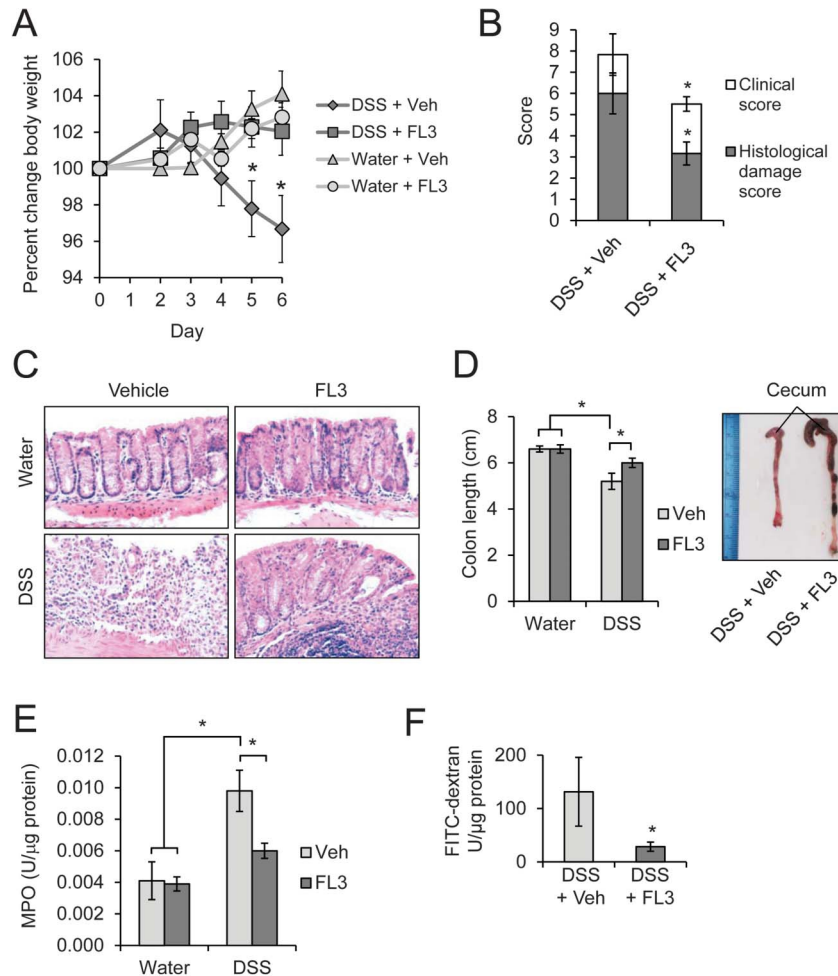 A
Percent change body weight
106
104
102
100
98
96
94
0 1 2 3 4 5 6
Day
*
*
DSS + Veh
DSS + FL3
Water + Veh
Water + FL3
B
Score
9
8
7
6
5
4
3
2
1
0
*
*
DSS + Veh
DSS + FL3
Clinical
score
Histological
damage
score
C
Vehicle FL3
Water
DSS
D
Colon length (cm)
8
6
4
2
0
*
*
Water DSS
Veh
FL3
Cecum
DSS + Veh
DSS + FL3
E
MPO (U/μg protein)
0.012
0.010
0.008
0.006
0.004
0.002
0.000
*
*
Water DSS
Veh
FL3
F
FITC-dextran
U/μg protein
200
100
0
*
DSS DSS
+ Veh + FL3